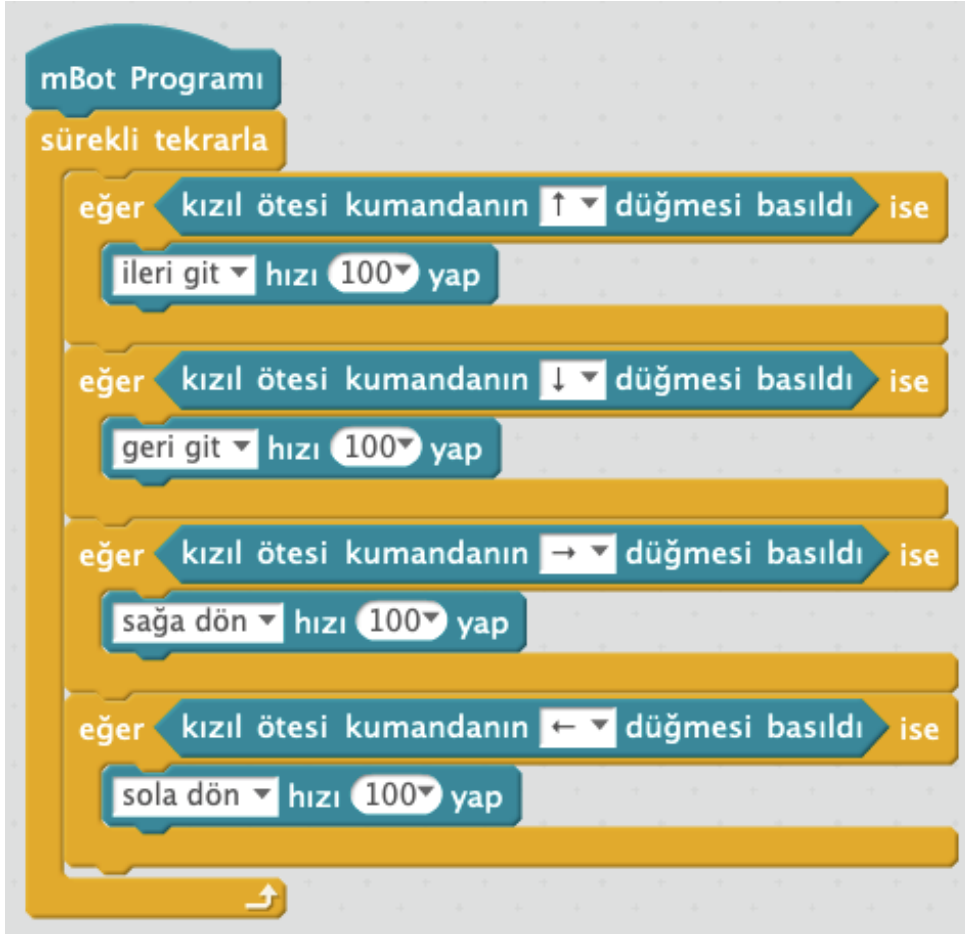 mBot Programı
sürekli tekrarla
eğer kızıl ötesi kumandanın ↑ düğmesi basıldı ise
ileri git hızı 100 yap
eğer kızıl ötesi kumandanın ↓ düğmesi basıldı ise
geri git hızı 100 yap
eğer kızıl ötesi kumandanın → düğmesi basıldı ise
sağa dön hızı 100 yap
eğer kızıl ötesi kumandanın ← düğmesi basıldı ise
sola dön hızı 100 yap